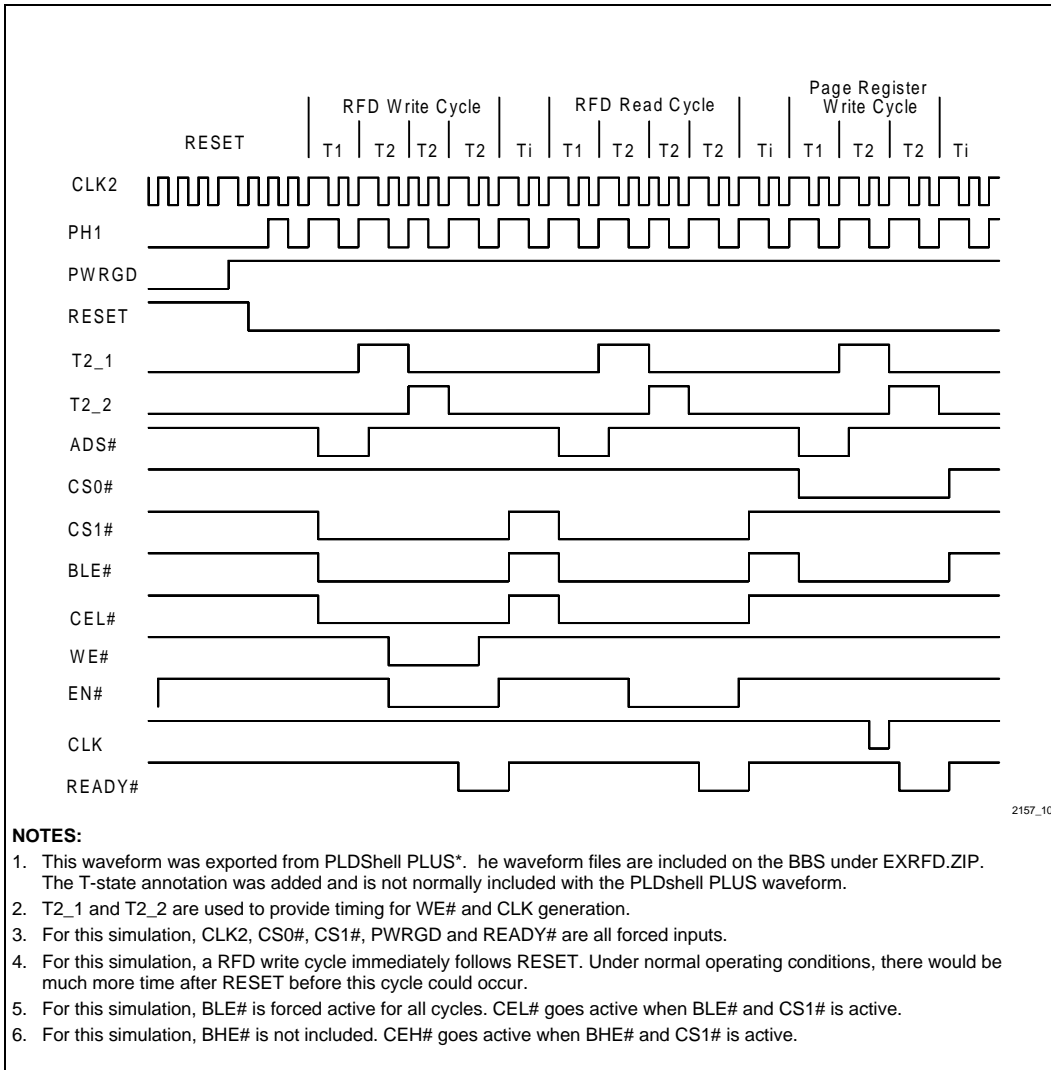 Page Register
RFD Write Cycle RFD Read Cycle Write Cycle
RESET T1 T2 T2 T2 Ti T1 T2 T2 T2 Ti T1 T2 T2 Ti
CLK2
PH1
PWRGD
RESET
T2_1
T2_2
ADS#
CS0#
CS1#
BLE#
CEL#
WE#
EN#
CLK
READY#
2157_10
NOTES:
1. This waveform was exported from PLDShell PLUS*. he waveform files are included on the BBS under EXRFD.ZIP.
The T-state annotation was added and is not normally included with the PLDshell PLUS waveform.
2. T2_1 and T2_2 are used to provide timing for WE# and CLK generation.
3. For this simulation, CLK2, CS0#, CS1#, PWRGD and READY# are all forced inputs.
4. For this simulation, a RFD write cycle immediately follows RESET. Under normal operating conditions, there would be
much more time after RESET before this cycle could occur.
5. For this simulation, BLE# is forced active for all cycles. CEL# goes active when BLE# and CS1# is active.
6. For this simulation, BHE# is not included. CEH# goes active when BHE# and CS1# is active.